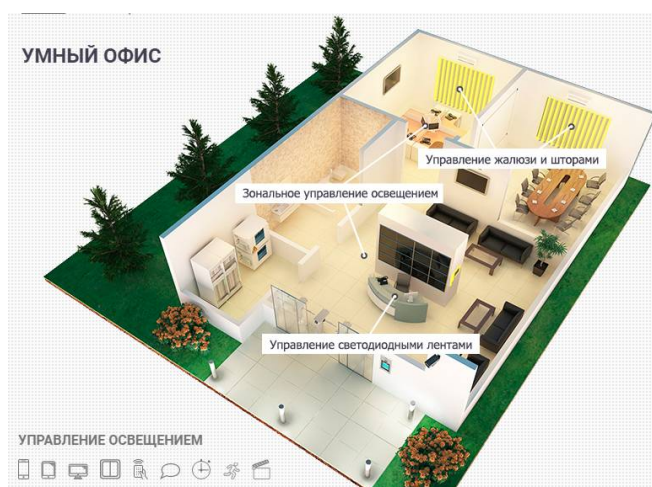 УМНЫЙ ОФИС
Управление жалюзи и шторами
Зональное управление освещением
Управление светодиодными лентами
УПРАВЛЕНИЕ ОСВЕЩЕНИЕМ